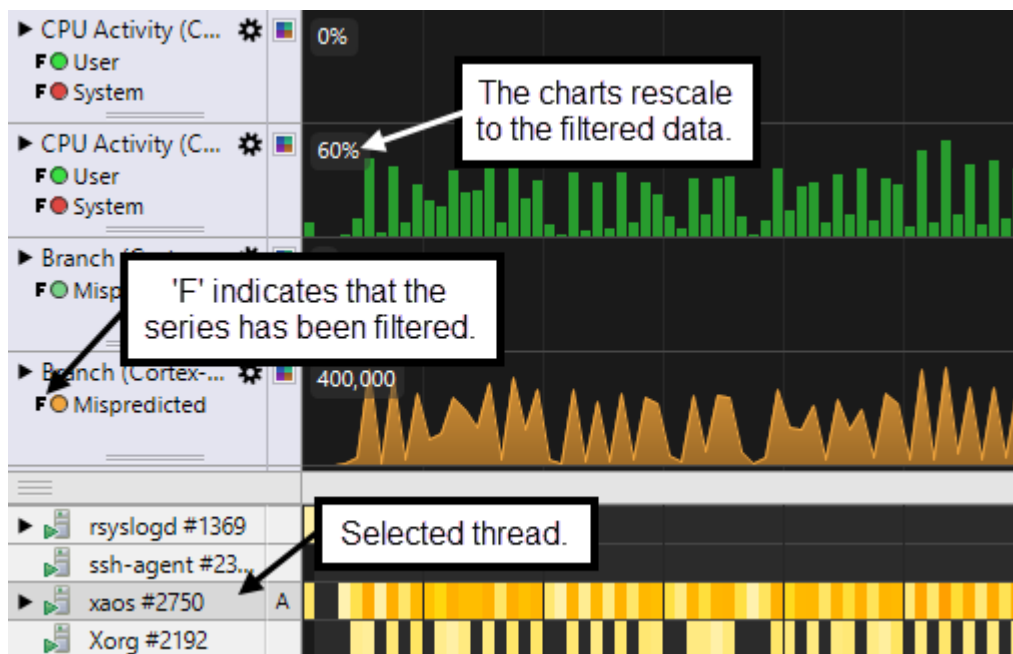 CPU Activity (C...
0%
F User
F System
The charts rescale
to the filtered data.
CPU Activity (C...
60%
F User
F System
Branch
F Misp
'F' indicates that the
series has been filtered.
Branch (Cortex-...
400,000
F Mispredicted
rsyslogd #1369
Selected thread.
ssh-agent #23...
xaos #2750
A
Xorg #2192